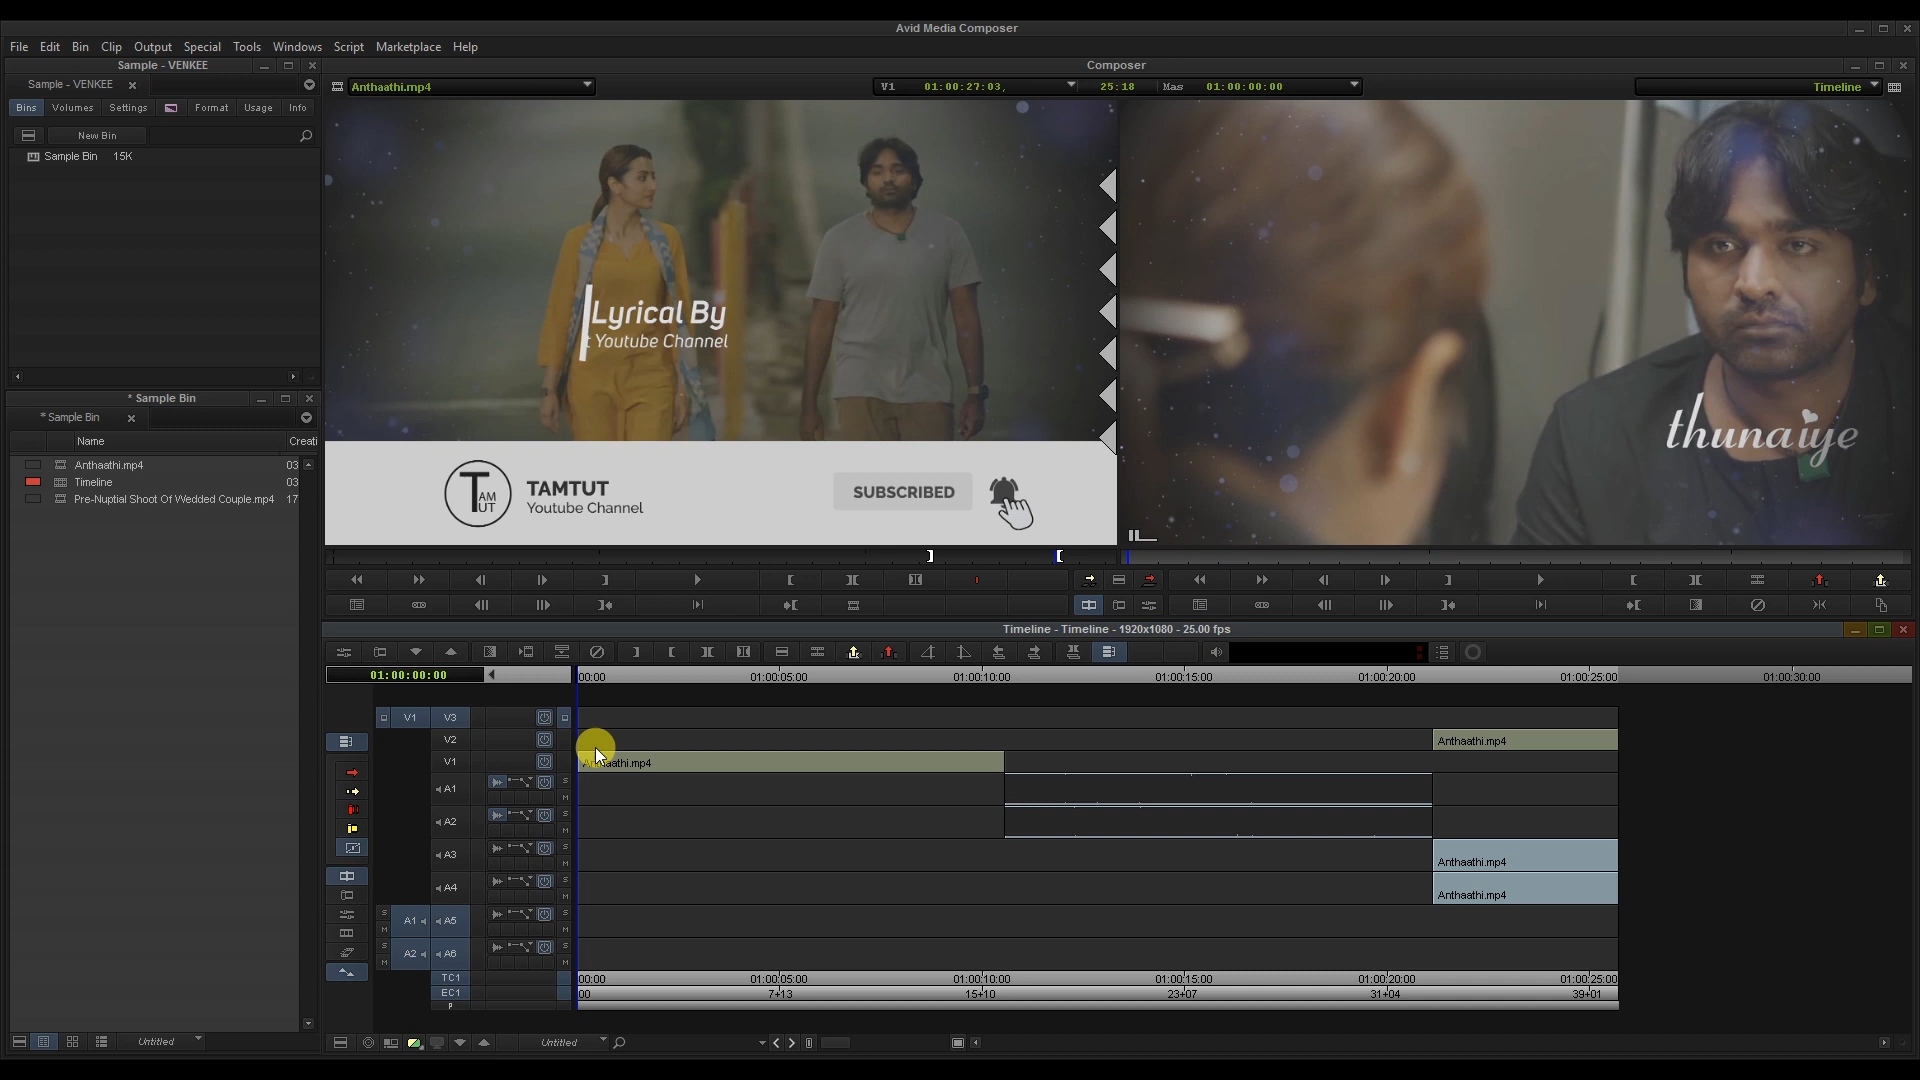 Avid Media Composer
File Edit Bin Clip Output Special Tools Windows Script Marketplace Help
Sample - VENKEE
Composer
Sample - VENKEE
Anthaathi.mp4
V1 01:00:27:03, 25:18 Mas 01:00:00:00
Timeline
Bins Volumes Settings Format Usage Info
New Bin
Sample Bin 15K
Lyrical By
t Youtube Channel
thunaiye
* Sample Bin
* Sample Bin
Name Creati
Anthaathi.mp4 03
Timeline 03
Pre-Nuptial Shoot Of Wedded Couple.mp4 17
TAM
UT
TAMTUT
Youtube Channel
SUBSCRIBED
Timeline - Timeline - 1920x1080 - 25.00 fps
01:00:00:00
00:00 01:00:05:00 01:00:10:00 01:00:15:00 01:00:20:00 01:00:25:00 01:00:30:00
V1 V3
V2 Anthaathi.mp4
V1 aathi.mp4
A1 S
M
A2 S
M
A3 S
M
Anthaathi.mp4
A4 S
M
Anthaathi.mp4
S A1 A5 S
M M
S A2 A6 S
M M
TC1 00:00 01:00:05:00 01:00:10:00 01:00:15:00 01:00:20:00 01:00:25:00
EC1 00 7+13 15+10 23+07 31+04 39+01
Untitled
Untitled